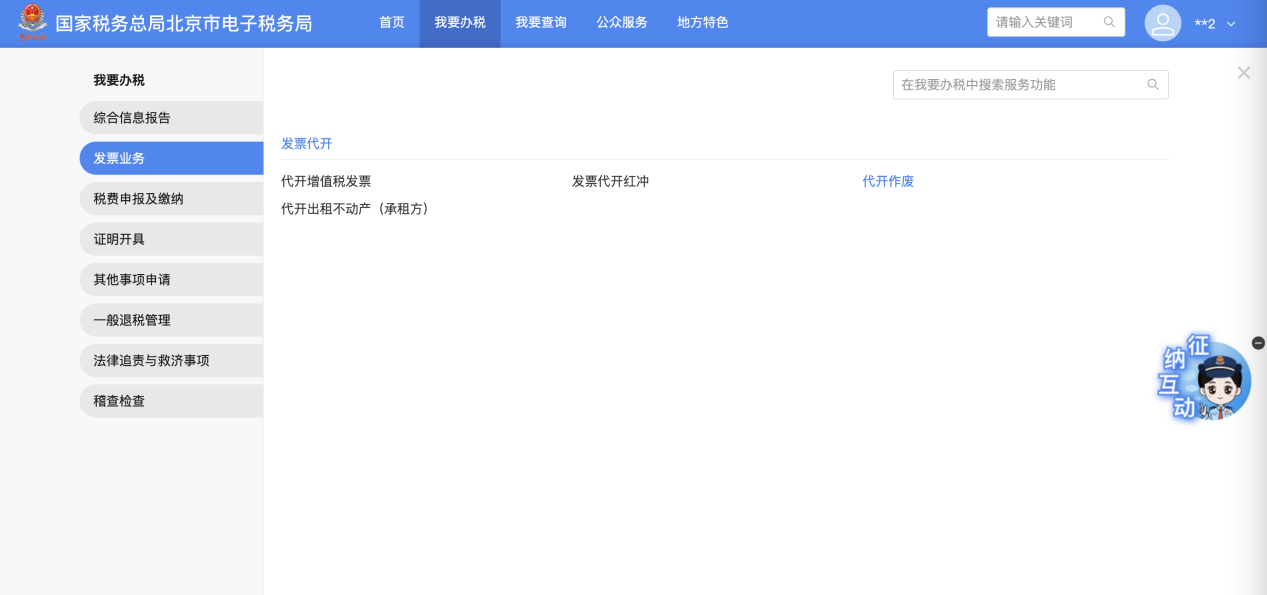 国家税务总局北京市电子税务局
首页 我要办税 我要查询 公众服务 地方特色
请输入关键词
**2
我要办税
在我要办税中搜索服务功能
综合信息报告
发票业务
税费申报及缴纳
证明开具
其他事项申请
一般退税管理
法律追责与救济事项
稽查检查
发票代开
代开增值税发票 发票代开红冲 代开作废
代开出租不动产（承租方）
征纳互动